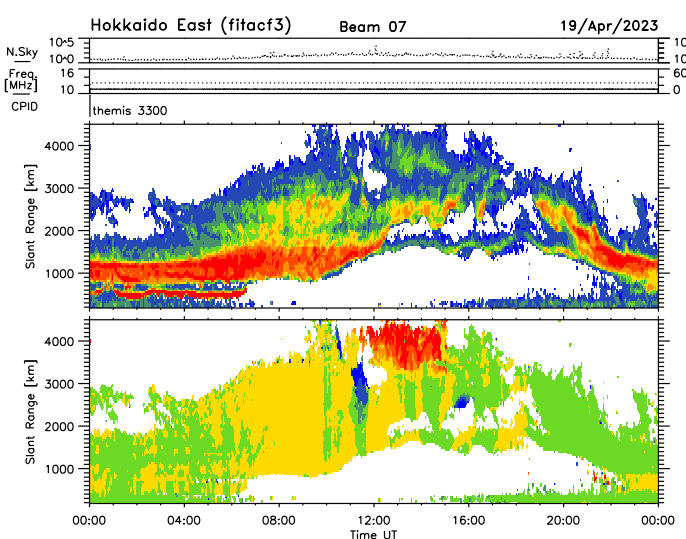 Hokkaido East (fitacf3) Beam 07 19/Apr/2023
N.Sky 10^5 10^0 10 10
Freq. [MHz] 16 10 60 0
CPID themis 3300
Slant Range [km] 4000 3000 2000 1000
Slant Range [km] 4000 3000 2000 1000
00:00 04:00 08:00 12:00 16:00 20:00 00:00
Time UT